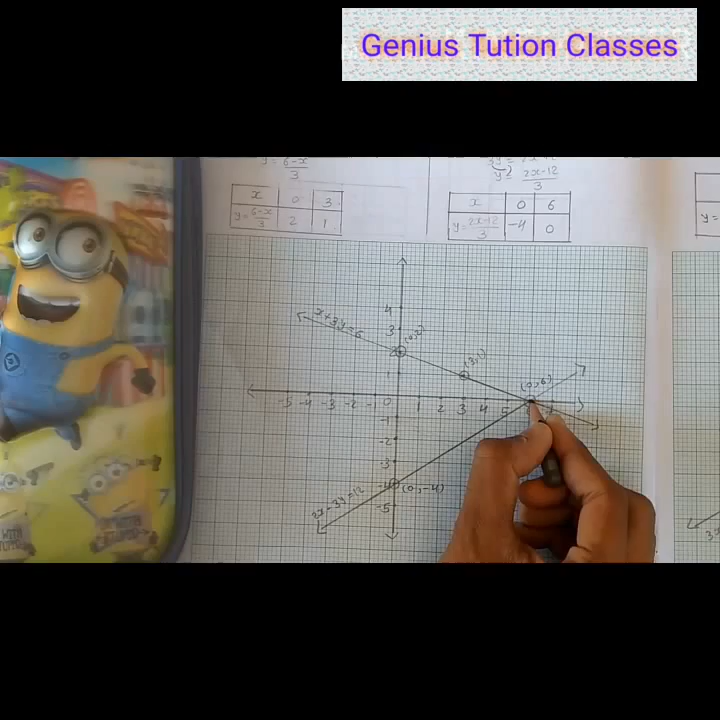 Genius Tution Classes
y = 6-x/3
y = 2x-12/3
x 0 3
y = 6-x/3 2 1
x 0 6
y = 2x-12/3 -4 0
y =
4
3
x+3y=6
(0,2)
1
(3,1)
(0,6)
-5 -4 -3 -2 -1 0 1 2 3 4
-1
-2
-3
(0,-4)
2x-3y=12
-5